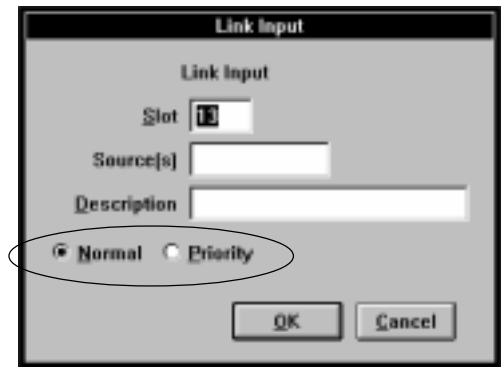 Link Input
Link Input
Slot 13
Source[s]
Description
Normal Priority
OK Cancel